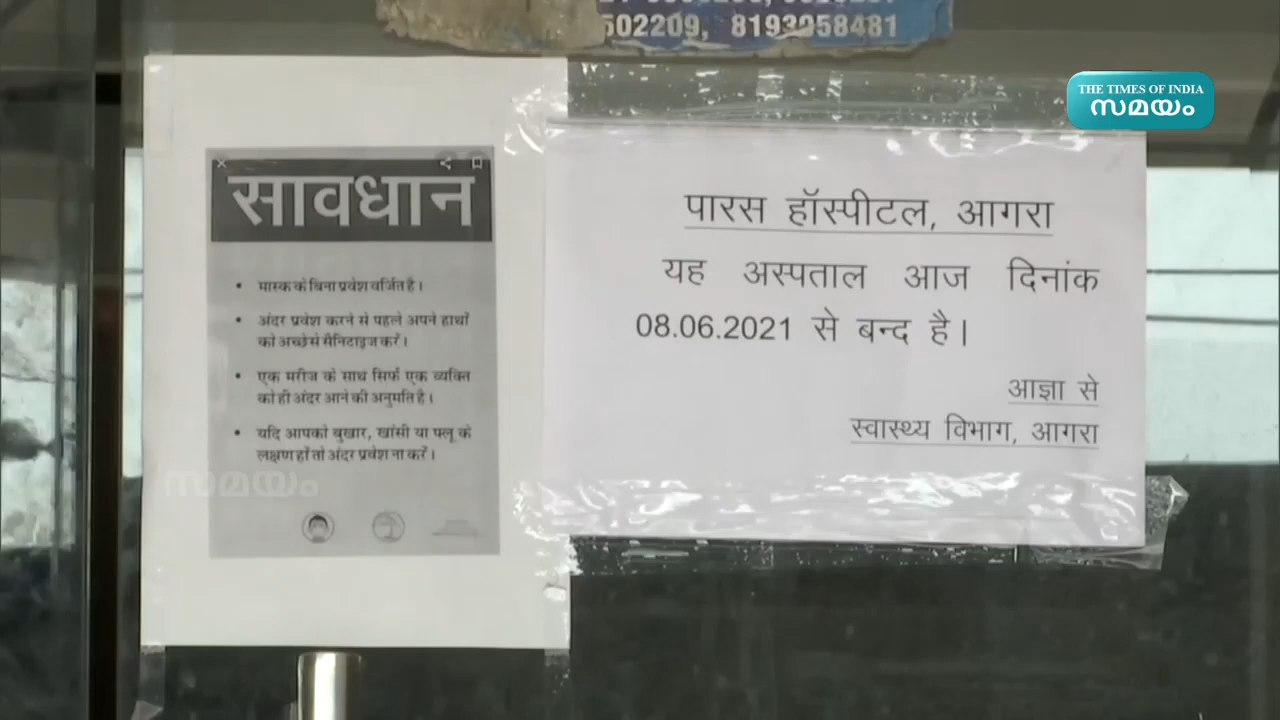 502209, 8193058481
THE TIMES OF INDIA
സമയം
सावधान
• मास्क के बिना प्रवेश वर्जित है।
• अंदर प्रवेश करने से पहले अपने हाथों
को अच्छे से सैनिटाइज करें।
• एक मरीज के साथ सिर्फ एक व्यक्ति
को ही अंदर आने की अनुमति है।
• यदि आपको बुखार, खांसी या फ्लू के
लक्षण हों तो अंदर प्रवेश ना करें।
സമയം
पारस हॉस्पीटल, आगरा
यह अस्पताल आज दिनांक
08.06.2021 से बन्द है।
आज्ञा से
स्वास्थ्य विभाग, आगरा